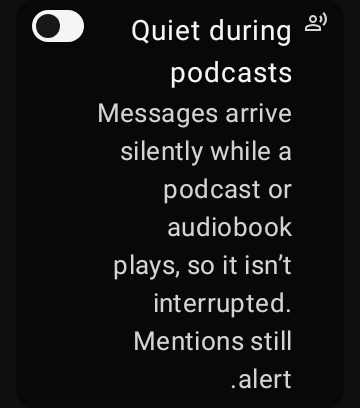 Quiet during
podcasts
Messages arrive
silently while a
podcast or
audiobook
plays, so it isn’t
interrupted.
Mentions still
.alert